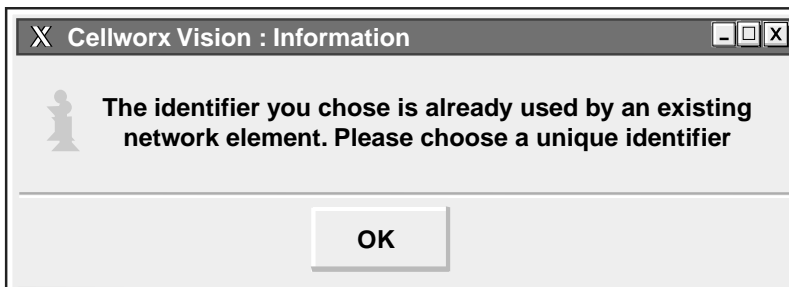 X Cellworx Vision : Information
The identifier you chose is already used by an existing
network element. Please choose a unique identifier
OK